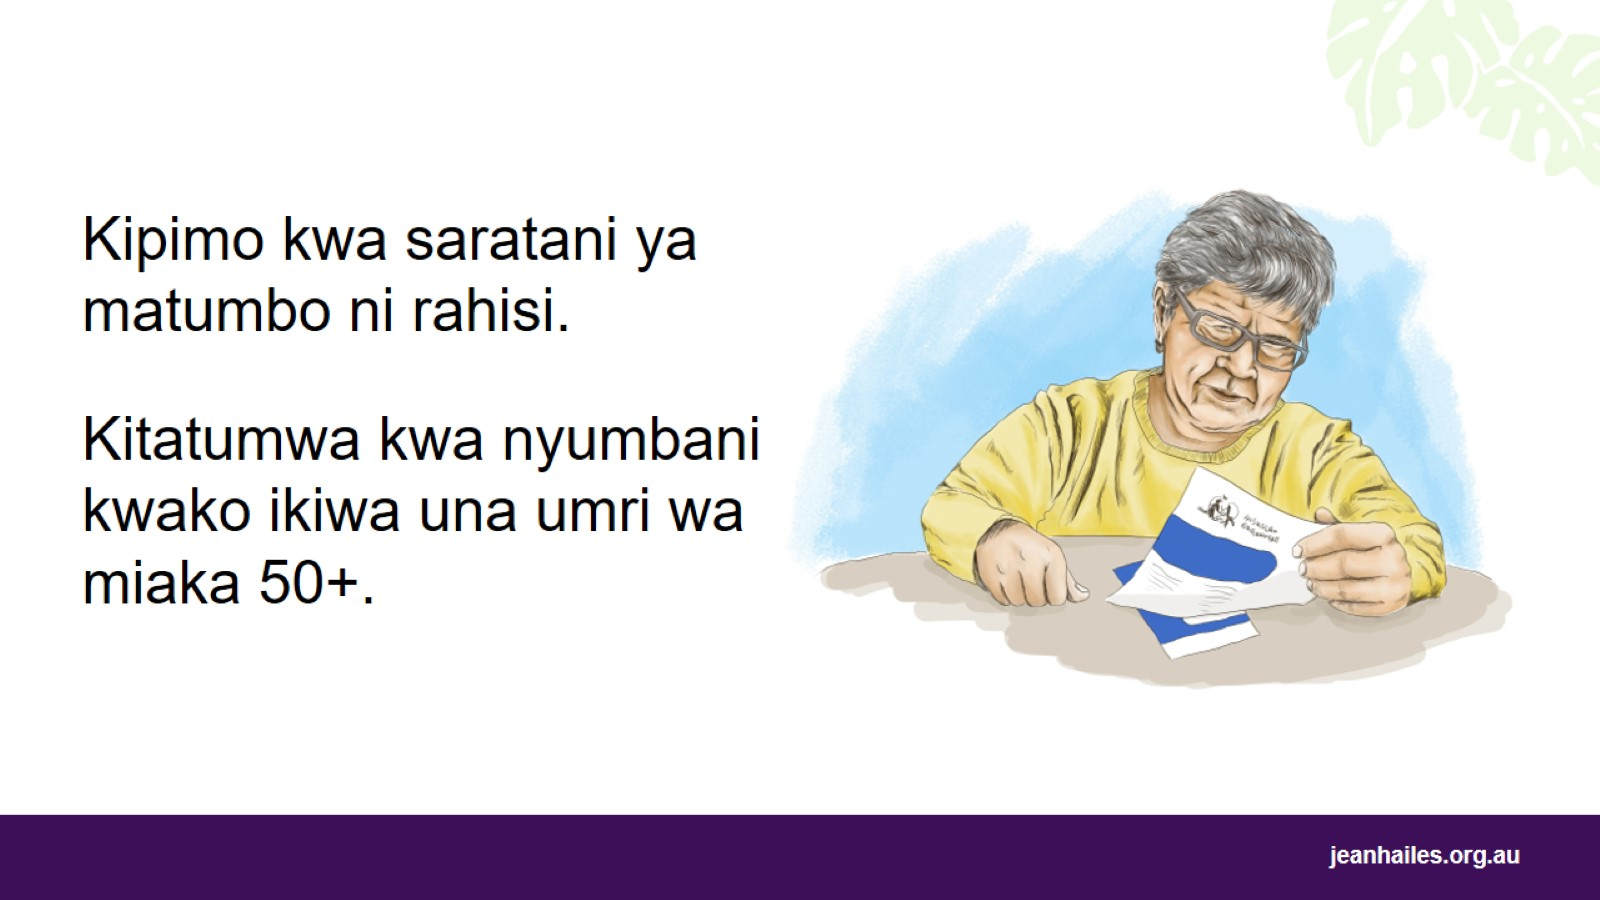 Kipimo kwa saratani ya
matumbo ni rahisi.
Kitatumwa kwa nyumbani
kwako ikiwa una umri wa
miaka 50+.
jeanhailes.org.au